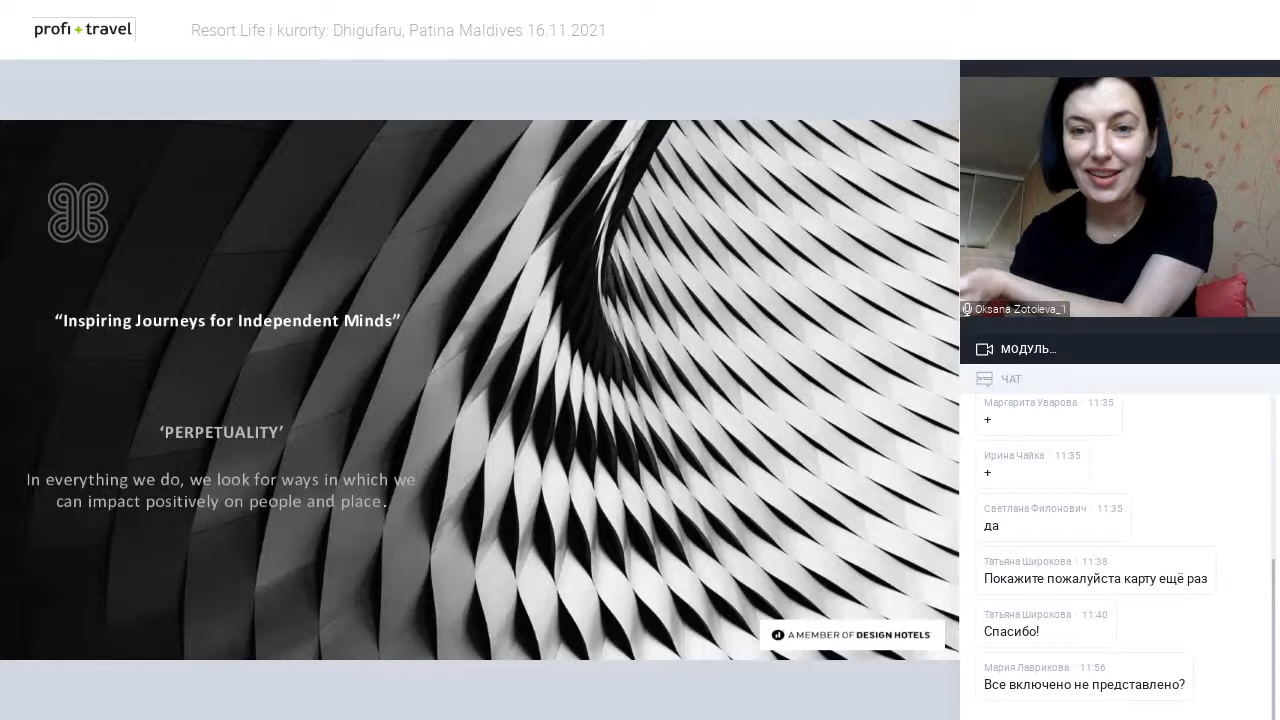 profi + travel
Resort Life i kurorty: Dhigufaru, Patina Maldives 16.11.2021
“Inspiring Journeys for Independent Minds”
‘PERPETUALITY’
In everything we do, we look for ways in which we
can impact positively on people and place.
A MEMBER OF DESIGN HOTELS
Oksana Zotoieva_1
МОДУЛЬ...
ЧАТ
Маргарита Уварова 11:35
+
Ирина Чайка 11:35
+
Светлана Филонович 11:35
да
Татьяна Широкова 11:38
Покажите пожалуйста карту ещё раз
Татьяна Широкова 11:40
Спасибо!
Мария Лаврикова 11:56
Все включено не представлено?